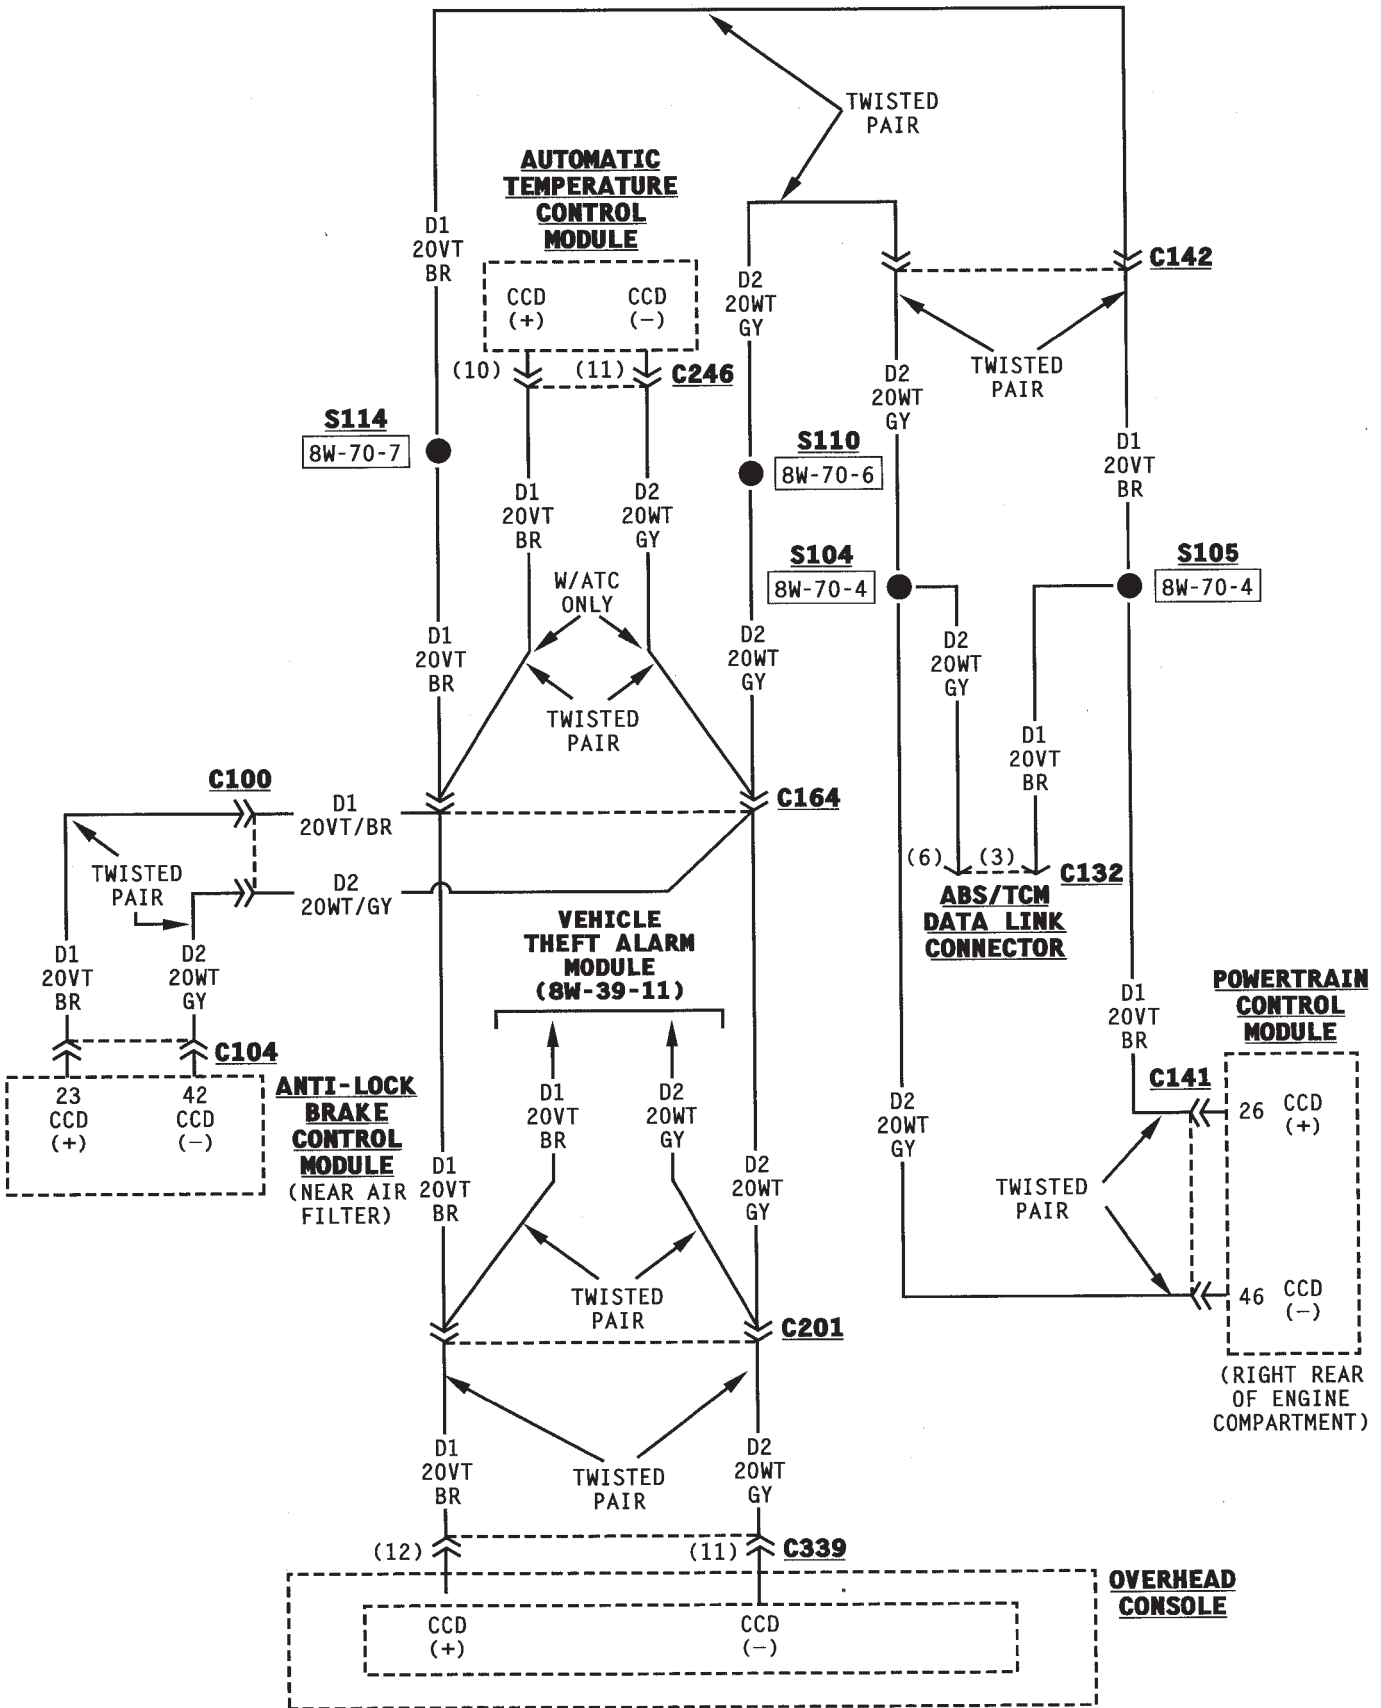 TWISTED
PAIR
AUTOMATIC
TEMPERATURE
CONTROL
MODULE
D1
20VT
BR
CCD
(+)
CCD
(−)
D2
20WT
GY
C142
(10)
(11)
C246
TWISTED
PAIR
D2
20WT
GY
S114
8W-70-7
S110
8W-70-6
D1
20VT
BR
D1
20VT
BR
D2
20WT
GY
S104
8W-70-4
S105
8W-70-4
W/ATC
ONLY
D1
20VT
BR
D2
20WT
GY
D2
20WT
GY
TWISTED
PAIR
D1
20VT
BR
C100
D1
20VT/BR
C164
TWISTED
PAIR
D2
20WT/GY
(6)
(3)
C132
ABS/TCM
DATA LINK
CONNECTOR
VEHICLE
THEFT ALARM
MODULE
(8W-39-11)
D1
20VT
BR
D2
20WT
GY
POWERTRAIN
CONTROL
MODULE
D1
20VT
BR
C104
23
CCD
(+)
42
CCD
(−)
ANTI-LOCK
BRAKE
CONTROL
MODULE
(NEAR AIR
FILTER)
D1
20VT
BR
D2
20WT
GY
C141
26
CCD
(+)
D2
20WT
GY
D1
20VT
BR
D2
20WT
GY
TWISTED
PAIR
TWISTED
PAIR
46
CCD
(−)
C201
(RIGHT REAR
OF ENGINE
COMPARTMENT)
D1
20VT
BR
D2
20WT
GY
TWISTED
PAIR
(12)
(11)
C339
OVERHEAD
CONSOLE
CCD
(+)
CCD
(−)